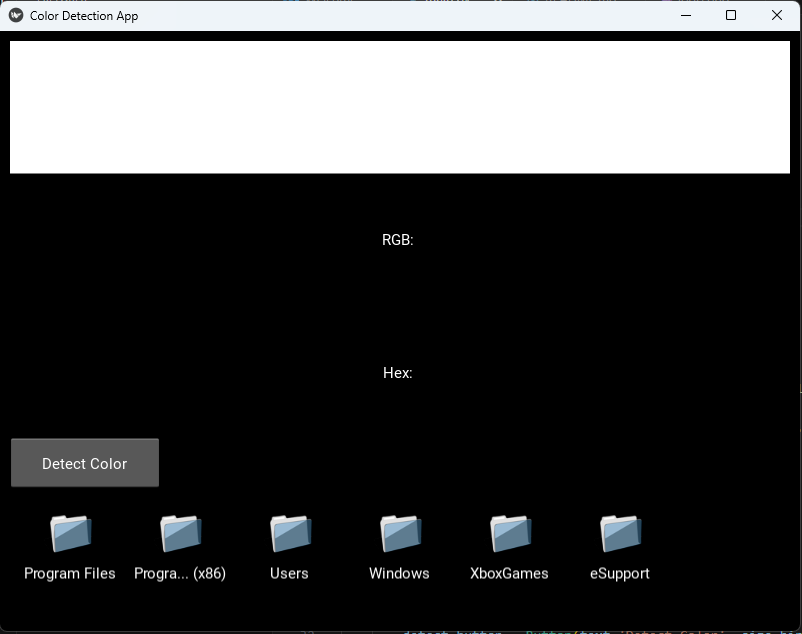 Color Detection App
RGB:
Hex:
Detect Color
Program Files
Progra... (x86)
Users
Windows
XboxGames
eSupport